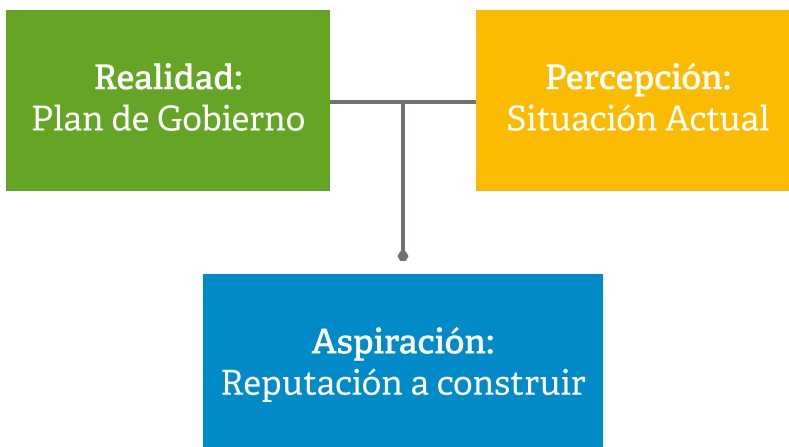 Realidad:
Plan de Gobierno
Percepción:
Situación Actual
Aspiración:
Reputación a construir